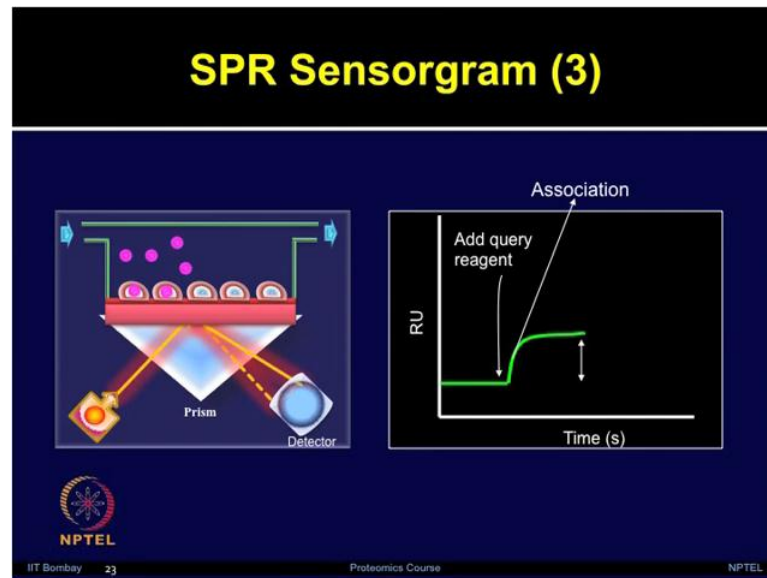 SPR Sensorgram (3)
Prism
Detector
Association
Add query
reagent
RU
Time (s)
NPTEL
IIT Bombay 23 Proteomics Course NPTEL